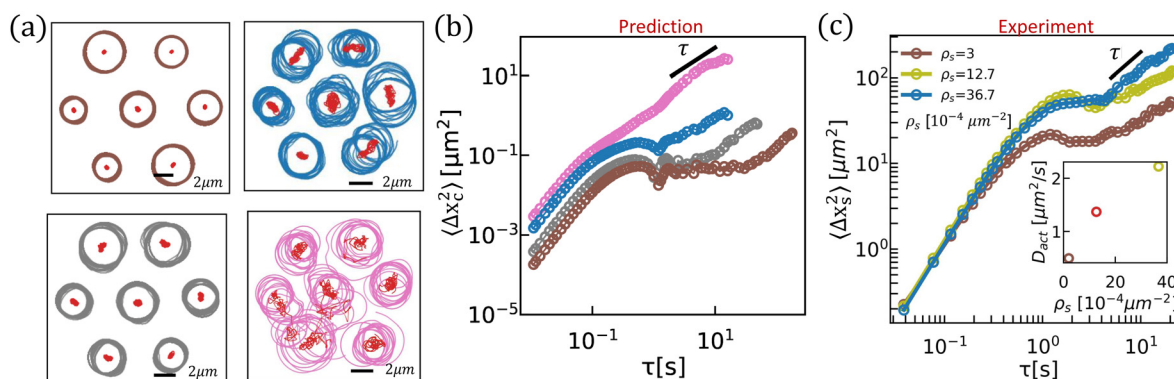 (a)
2μm
2μm
2μm
2μm
(b)
Prediction
⟨Δx_c^2⟩ [μm^2]
10^1
10^-1
10^-3
10^-5
τ
10^-1
10^1
τ[s]
(c)
Experiment
⟨Δx_s^2⟩ [μm^2]
10^2
10^1
10^0
ρ_s=3
ρ_s=12.7
ρ_s=36.7
ρ_s [10^-4 μm^-2]
τ
D_act [μm^2/s]
2
1
0
40
ρ_s [10^-4μm^-2]
10^-1
10^0
10^1
τ[s]